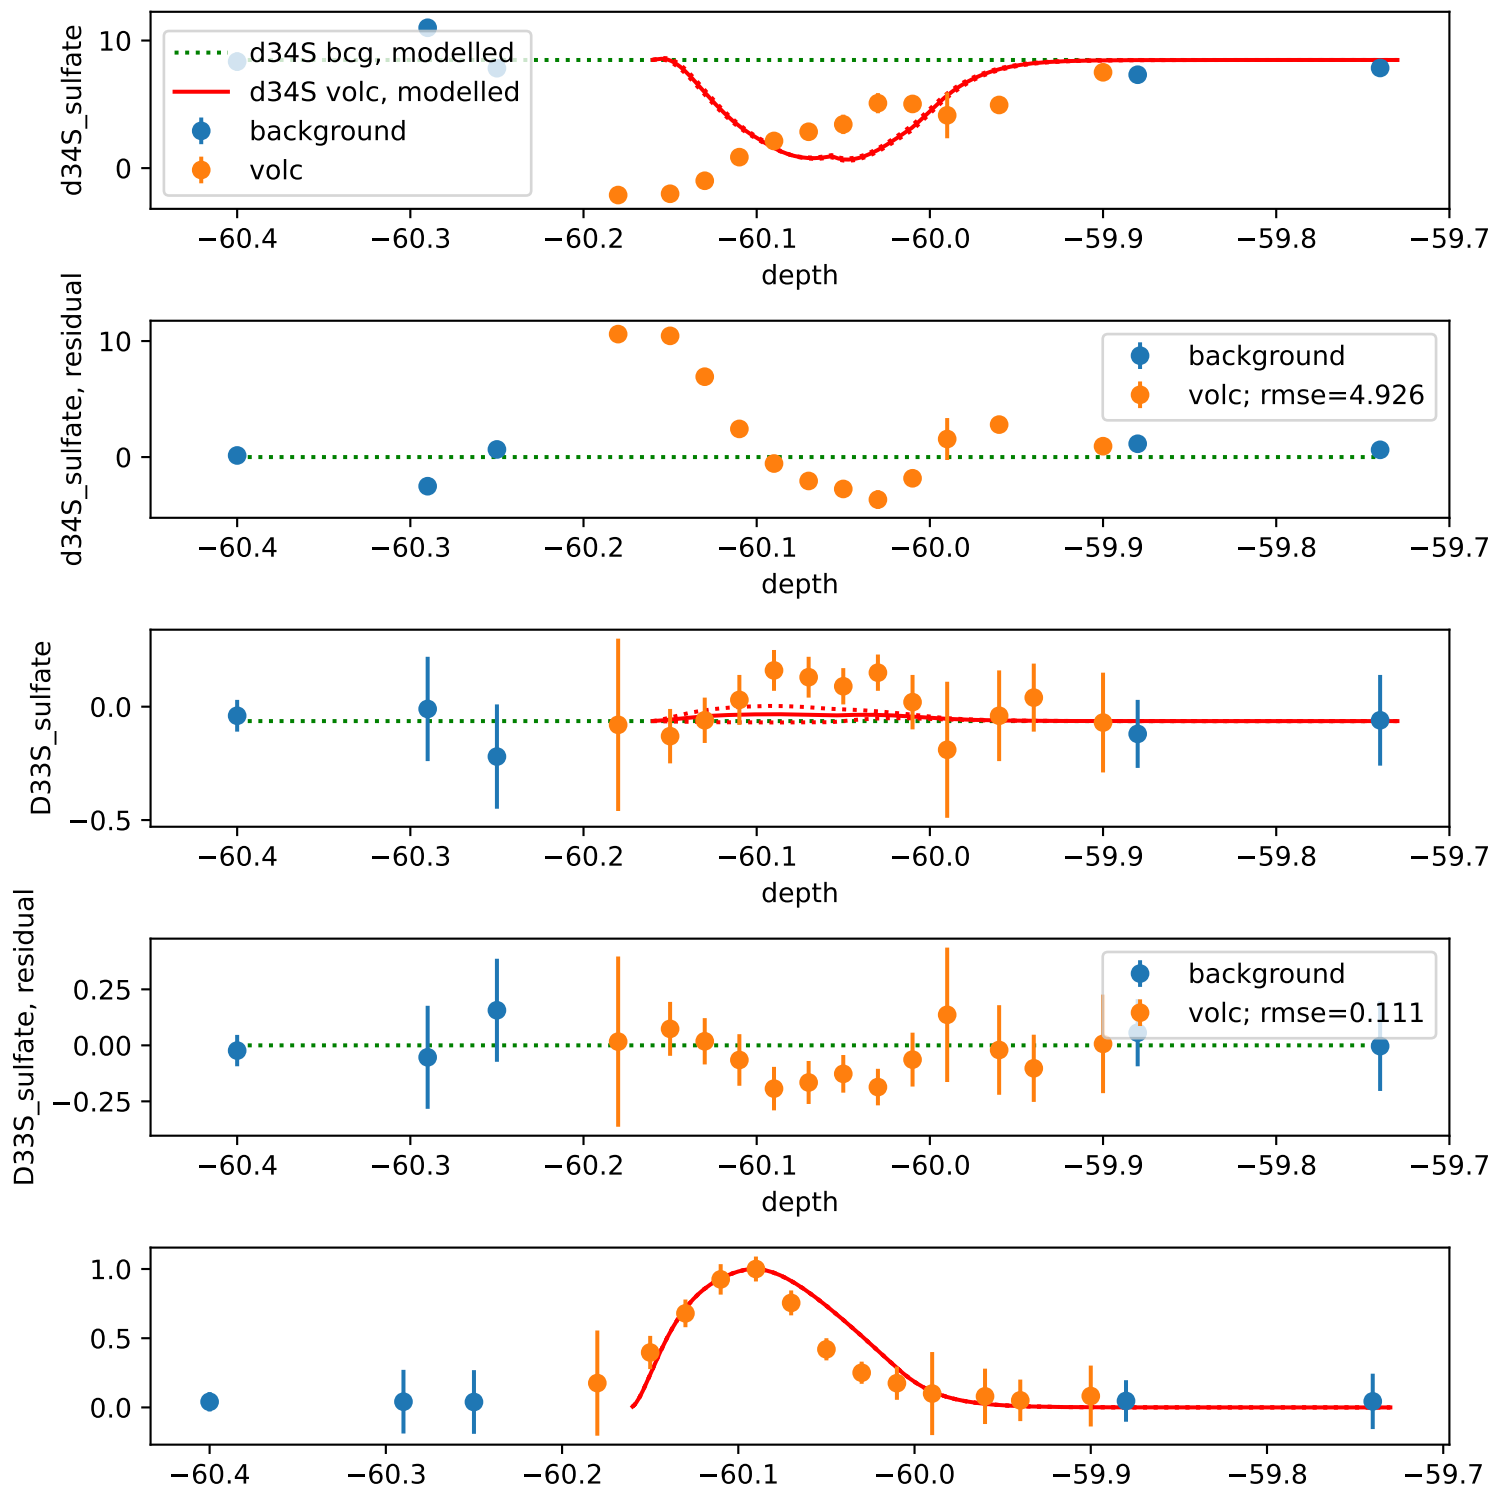 d34S_sulfate
10
0
d34S bcg, modelled
d34S volc, modelled
background
volc
−60.4 −60.3 −60.2 −60.1 −60.0 −59.9 −59.8 −59.7
depth
d34S_sulfate, residual
10
0
background
volc; rmse=4.926
−60.4 −60.3 −60.2 −60.1 −60.0 −59.9 −59.8 −59.7
depth
D33S_sulfate
0.0
−0.5
−60.4 −60.3 −60.2 −60.1 −60.0 −59.9 −59.8 −59.7
depth
D33S_sulfate, residual
0.25
0.00
−0.25
background
volc; rmse=0.111
−60.4 −60.3 −60.2 −60.1 −60.0 −59.9 −59.8 −59.7
depth
1.0
0.5
0.0
−60.4 −60.3 −60.2 −60.1 −60.0 −59.9 −59.8 −59.7